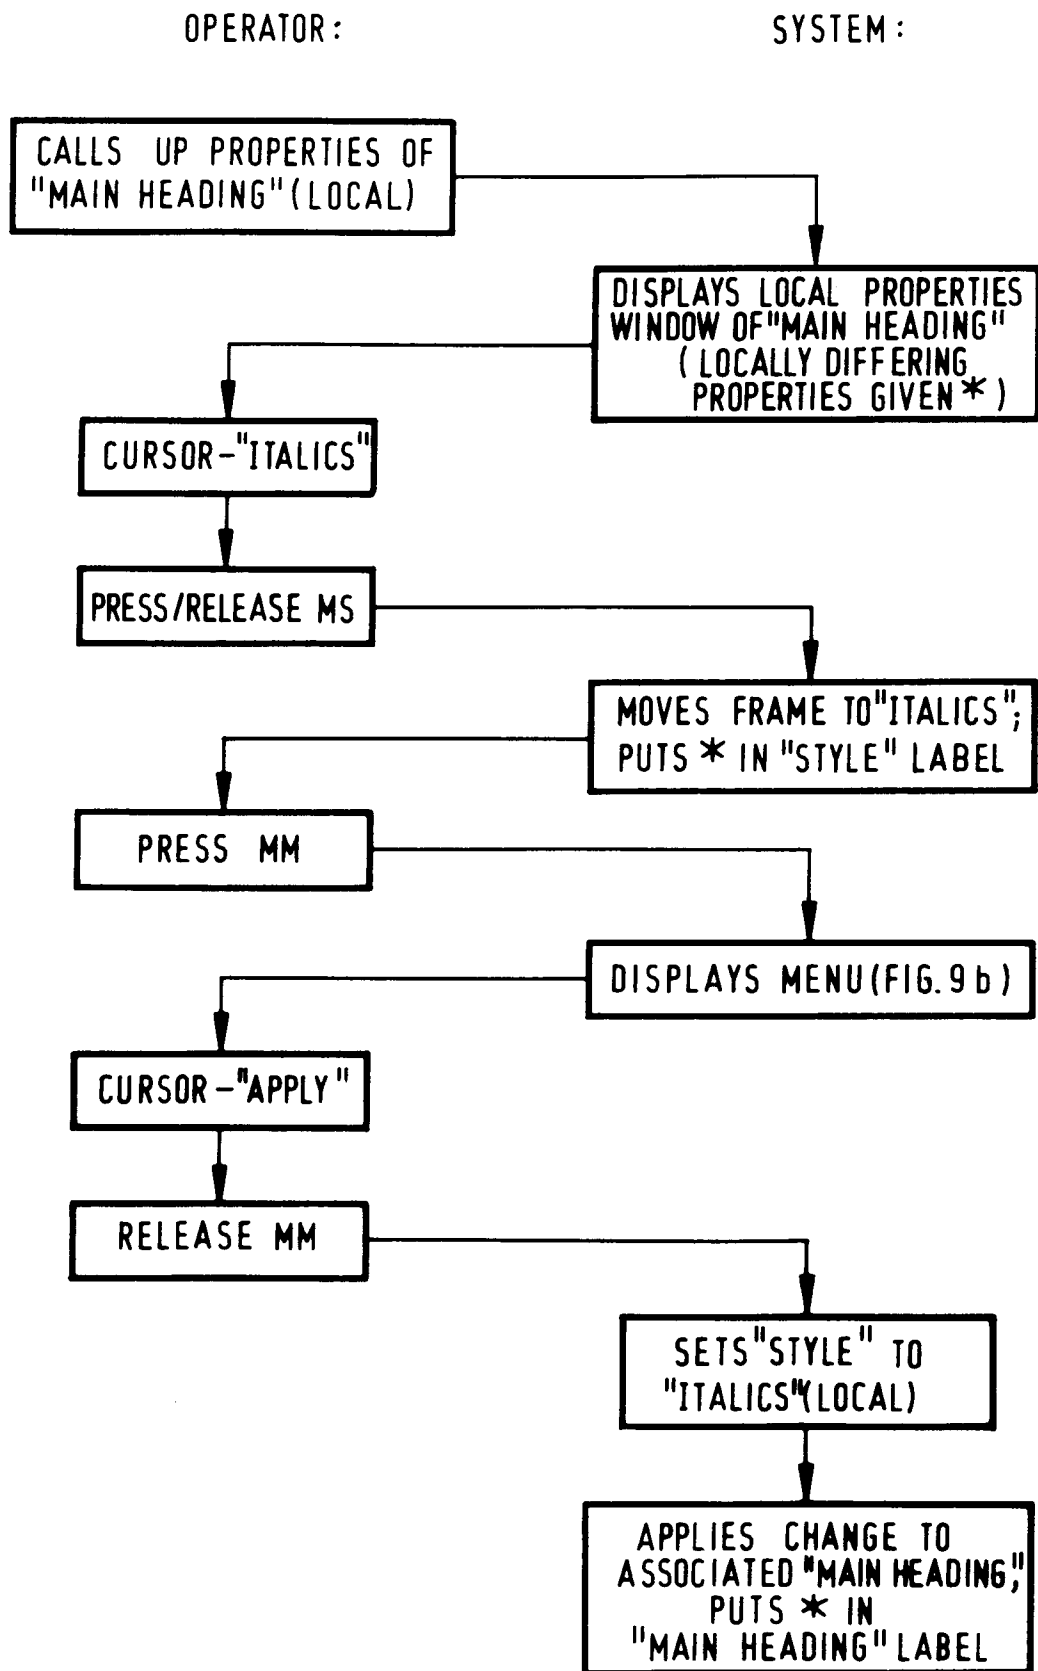 OPERATOR:
SYSTEM:
CALLS UP PROPERTIES OF
"MAIN HEADING" (LOCAL)
DISPLAYS LOCAL PROPERTIES
WINDOW OF "MAIN HEADING"
(LOCALLY DIFFERING
PROPERTIES GIVEN *)
CURSOR-"ITALICS"
PRESS/RELEASE MS
MOVES FRAME TO "ITALICS";
PUTS * IN "STYLE" LABEL
PRESS MM
DISPLAYS MENU (FIG. 9b)
CURSOR-"APPLY"
RELEASE MM
SETS "STYLE" TO
"ITALICS" (LOCAL)
APPLIES CHANGE TO
ASSOCIATED "MAIN HEADING,"
PUTS * IN
"MAIN HEADING" LABEL